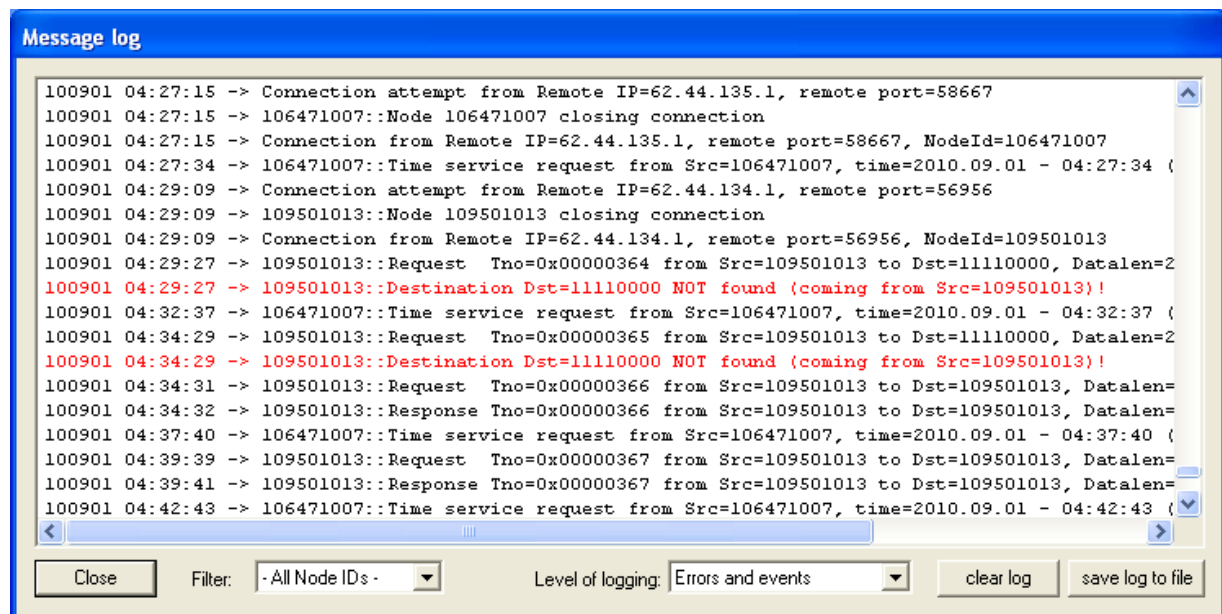 Message log
100901 04:27:15 -> Connection attempt from Remote IP=62.44.135.1, remote port=58667
100901 04:27:15 -> 106471007::Node 106471007 closing connection
100901 04:27:15 -> Connection from Remote IP=62.44.135.1, remote port=58667, NodeId=106471007
100901 04:27:34 -> 106471007::Time service request from Src=106471007, time=2010.09.01 - 04:27:34 (
100901 04:29:09 -> Connection attempt from Remote IP=62.44.134.1, remote port=56956
100901 04:29:09 -> 109501013::Node 109501013 closing connection
100901 04:29:09 -> Connection from Remote IP=62.44.134.1, remote port=56956, NodeId=109501013
100901 04:29:27 -> 109501013::Request  Tno=0x00000364 from Src=109501013 to Dst=11110000, Datalen=2
100901 04:29:27 -> 109501013::Destination Dst=11110000 NOT found (coming from Src=109501013)!
100901 04:32:37 -> 106471007::Time service request from Src=106471007, time=2010.09.01 - 04:32:37 (
100901 04:34:29 -> 109501013::Request  Tno=0x00000365 from Src=109501013 to Dst=11110000, Datalen=2
100901 04:34:29 -> 109501013::Destination Dst=11110000 NOT found (coming from Src=109501013)!
100901 04:34:31 -> 109501013::Request  Tno=0x00000366 from Src=109501013 to Dst=109501013, Datalen=
100901 04:34:32 -> 109501013::Response Tno=0x00000366 from Src=109501013 to Dst=109501013, Datalen=
100901 04:37:40 -> 106471007::Time service request from Src=106471007, time=2010.09.01 - 04:37:40 (
100901 04:39:39 -> 109501013::Request  Tno=0x00000367 from Src=109501013 to Dst=109501013, Datalen=
100901 04:39:41 -> 109501013::Response Tno=0x00000367 from Src=109501013 to Dst=109501013, Datalen=
100901 04:42:43 -> 106471007::Time service request from Src=106471007, time=2010.09.01 - 04:42:43 (
Close Filter: - All Node IDs - Level of logging: Errors and events clear log save log to file